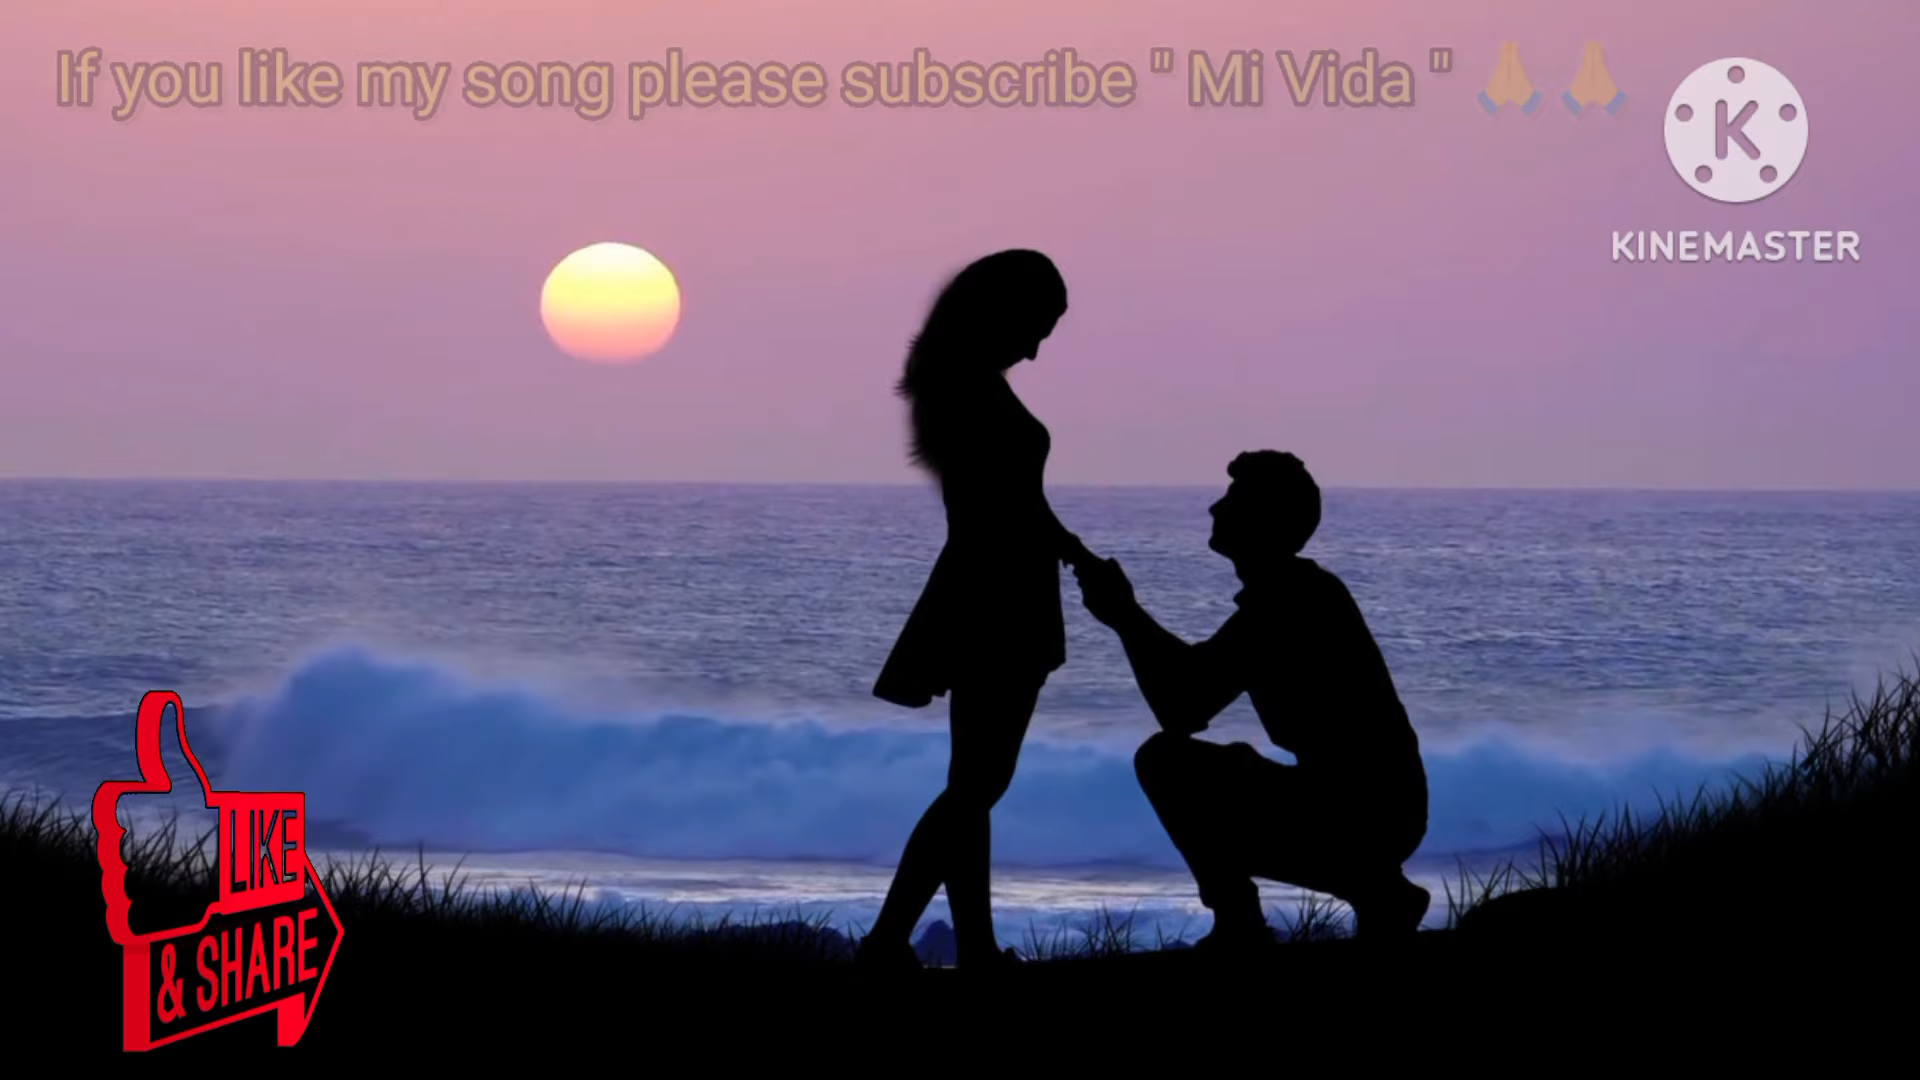 If you like my song please subscribe " Mi Vida " 🙏🏼 🙏🏼
K
KINEMASTER
LIKE
& SHARE